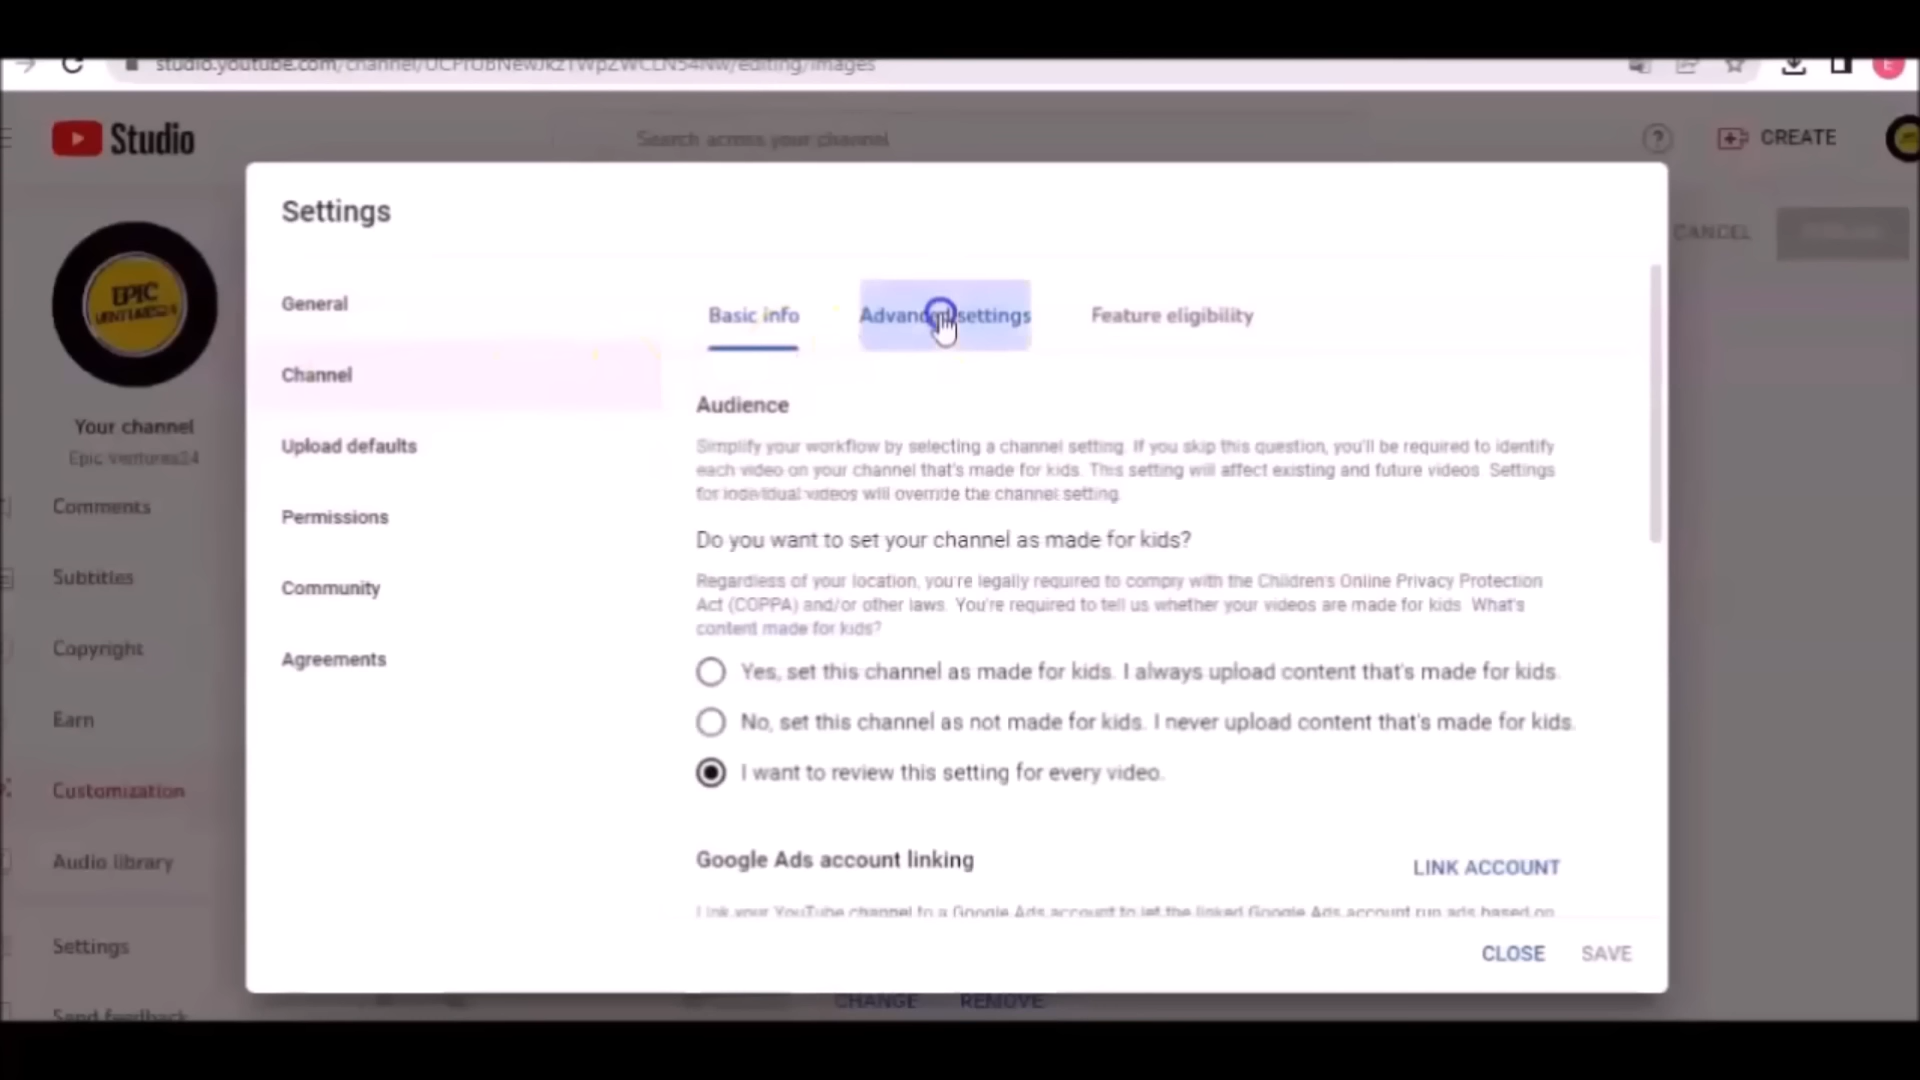 Studio
Search across your channel
CREATE
CANCEL
Settings
EPIC
Your channel
Epic ventures24
Comments
Subtitles
Copyright
Earn
Customization
Audio library
Settings
Send feedback
General
Channel
Upload defaults
Permissions
Community
Agreements
Basic info
Advanced settings
Feature eligibility
Audience
Simplify your workflow by selecting a channel setting. If you skip this question, you'll be required to identify
each video on your channel that's made for kids. This setting will affect existing and future videos. Settings
for individual videos will override the channel setting.
Do you want to set your channel as made for kids?
Regardless of your location, you're legally required to comply with the Children's Online Privacy Protection
Act (COPPA) and/or other laws. You're required to tell us whether your videos are made for kids. What's
content made for kids?
Yes, set this channel as made for kids. I always upload content that's made for kids.
No, set this channel as not made for kids. I never upload content that's made for kids.
I want to review this setting for every video.
Google Ads account linking
LINK ACCOUNT
Link your YouTube channel to a Google Ads account to let the linked Google Ads account run ads based on
CLOSE
SAVE
CHANGE
REMOVE